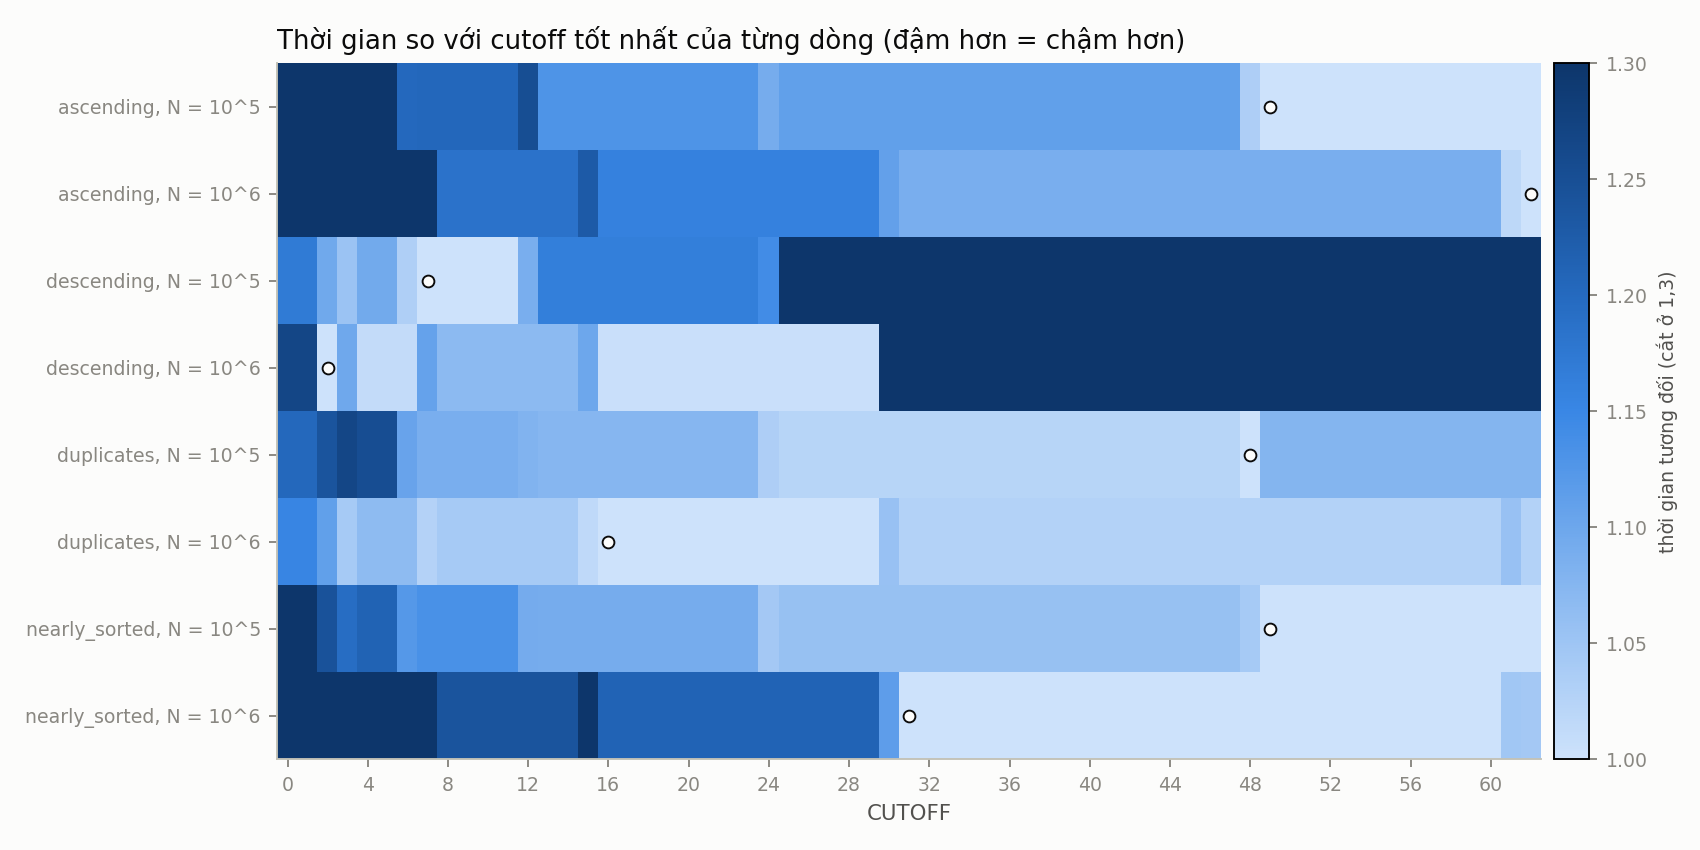 Thời gian so với cutoff tốt nhất của từng dòng (đậm hơn = chậm hơn)
ascending, N = 10^5
ascending, N = 10^6
descending, N = 10^5
descending, N = 10^6
duplicates, N = 10^5
duplicates, N = 10^6
nearly_sorted, N = 10^5
nearly_sorted, N = 10^6
0 4 8 12 16 20 24 28 32 36 40 44 48 52 56 60
CUTOFF
1.30
1.25
1.20
1.15
1.10
1.05
1.00
thời gian tương đối (cắt ở 1,3)